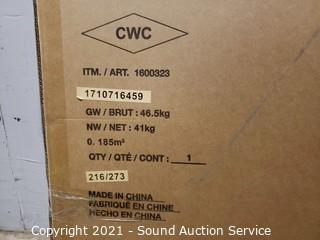 CWC
ITM./ ART. 1600323
1710716459
GW / BRUT : 46.5kg
NW / NET : 41kg
0. 185m³
QTY / QTÉ / CONT : 1
216/273
MADE IN CHINA
FABRIQUÉ EN CHINE
HECHO EN CHINA
Copyright 2021 - Sound Auction Service